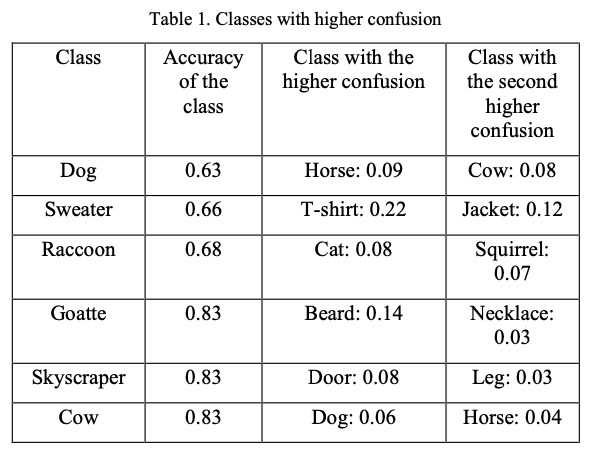 Table 1. Classes with higher confusion
Class
Accuracy
of the
class
Class with the
higher confusion
Class with
the second
higher
confusion
Dog
0.63
Horse: 0.09
Cow: 0.08
Sweater
0.66
T-shirt: 0.22
Jacket: 0.12
Raccoon
0.68
Cat: 0.08
Squirrel:
0.07
Goatte
0.83
Beard: 0.14
Necklace:
0.03
Skyscraper
0.83
Door: 0.08
Leg: 0.03
Cow
0.83
Dog: 0.06
Horse: 0.04